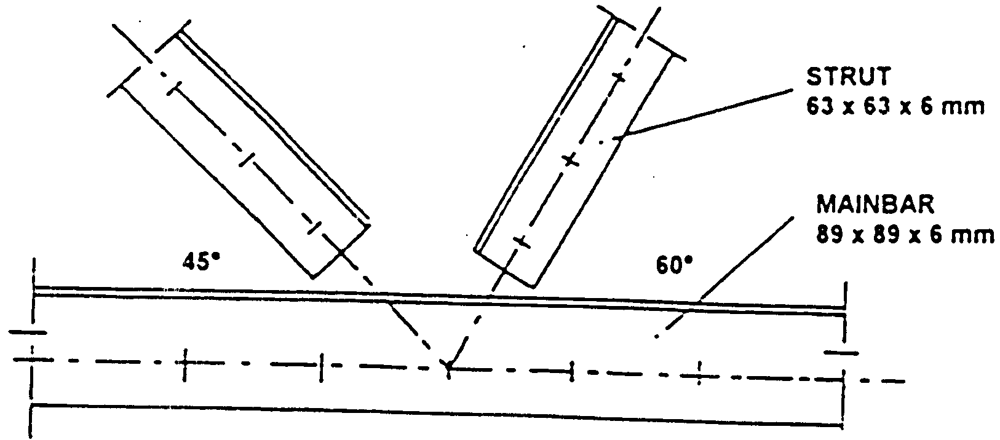 STRUT
63 x 63 x 6 mm
MAINBAR
89 x 89 x 6 mm
45°
60°